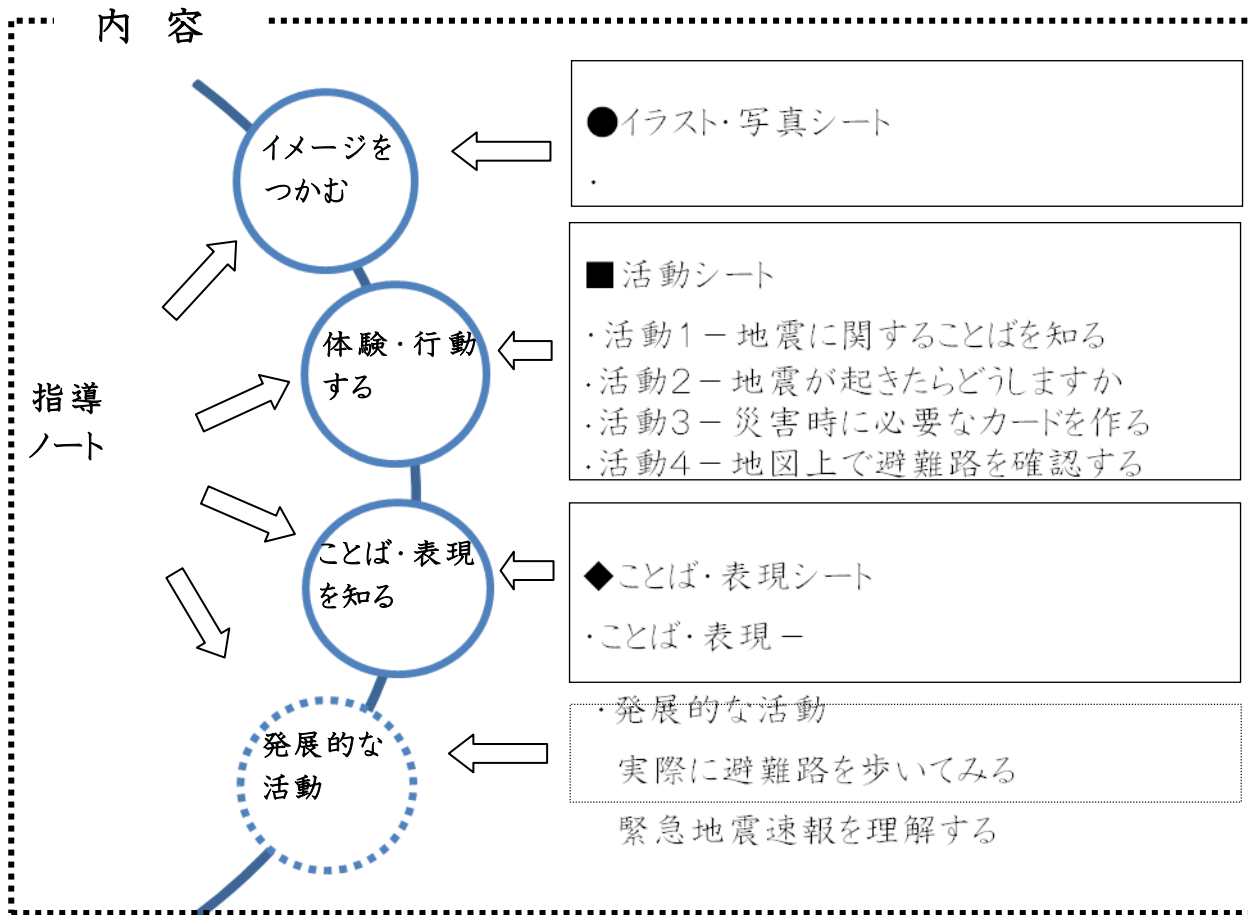 内 容
イメージを
つかむ
●イラスト・写真シート
・
体験・行動
する
■活動シート
・活動1－地震に関することばを知る
・活動2－地震が起きたらどうしますか
・活動3－災害時に必要なカードを作る
・活動4－地図上で避難路を確認する
指導
ノート
ことば・表現
を知る
◆ことば・表現シート
・ことば・表現－
発展的な
活動
・発展的な活動
実際に避難路を歩いてみる
緊急地震速報を理解する